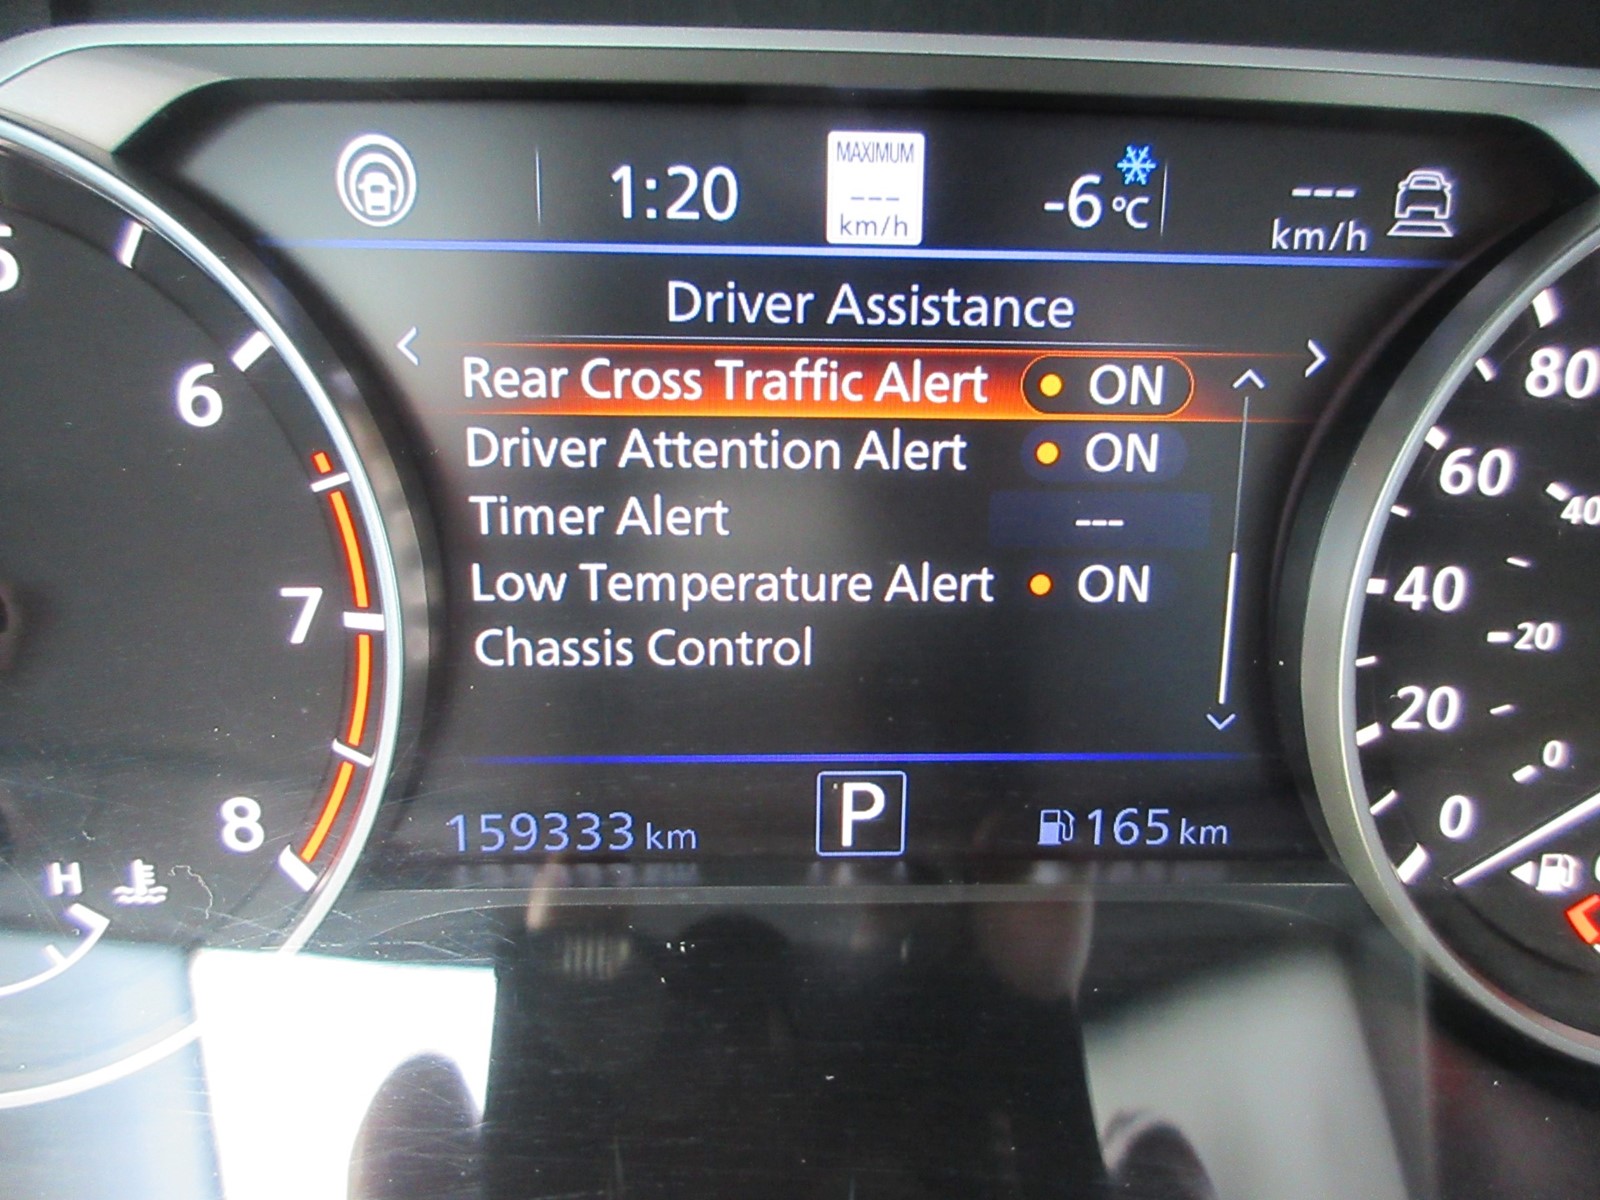 1:20
MAXIMUM
---
km/h
-6 °C
---
km/h
Driver Assistance
Rear Cross Traffic Alert ON
Driver Attention Alert ON
Timer Alert ---
Low Temperature Alert ON
Chassis Control
159333 km
P
165 km
6
7
8
H
80
60
40
20
0
40
20
0